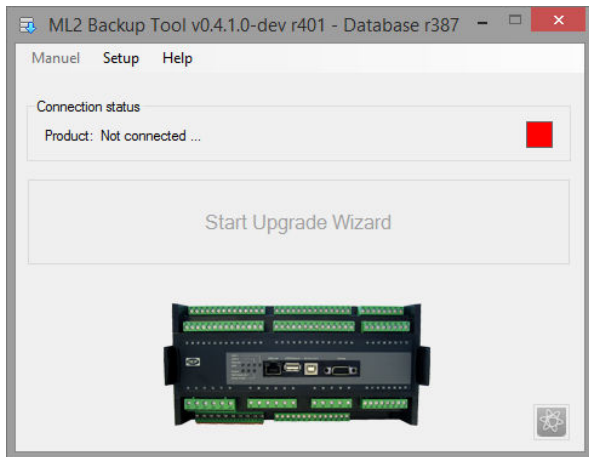 ML2 Backup Tool v0.4.1.0-dev r401 - Database r387
Manuel Setup Help
Connection status
Product: Not connected ...
Start Upgrade Wizard